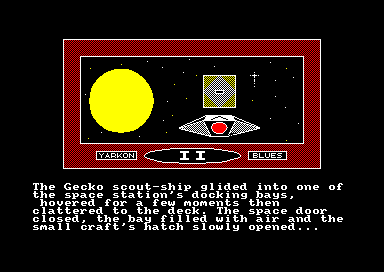 YARKON
II
BLUES
The Gecko scout-ship glided into one of
the space station's docking bays,
hovered for a few moments then
clattered to the deck. The space door
closed, the bay filled with air and the
small craft's hatch slowly opened...